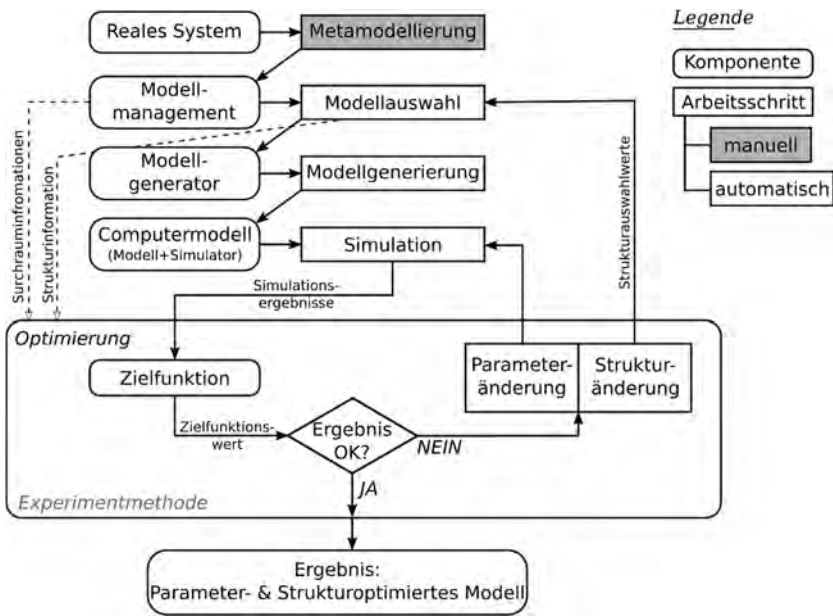 Legende
Reales System
Metamodellierung
Komponente
Modell-
management
Modellauswahl
Arbeitsschritt
manuell
automatisch
Modell-
generator
Modellgenerierung
Computermodell
(Modell+Simulator)
Simulation
Surchrauminfromationen
Strukturinformation
Strukturauswahlwerte
Simulations-
ergebnisse
Optimierung
Zielfunktion
Parameter-
änderung
Struktur-
änderung
Zielfunktions-
wert
Ergebnis
OK?
NEIN
JA
Experimentmethode
Ergebnis:
Parameter- & Strukturoptimiertes Modell